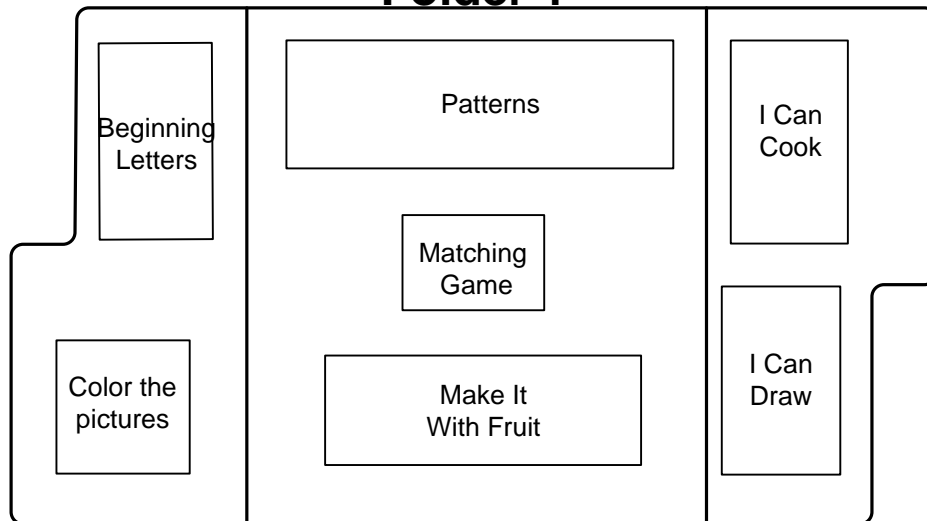 Beginning
Letters
Color the
pictures
Patterns
Matching
Game
Make It
With Fruit
I Can
Cook
I Can
Draw